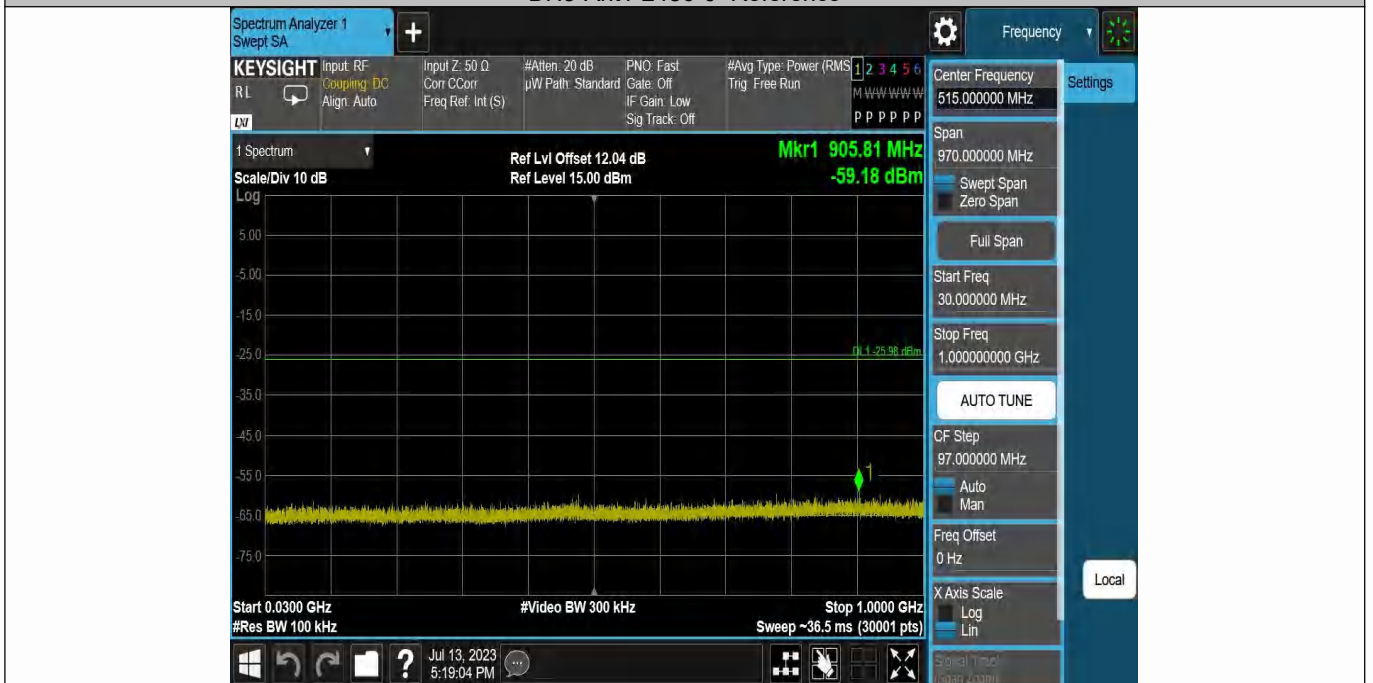 Spectrum Analyzer 1
Swept SA
+
Frequency
KEYSIGHT
RL
LXI
Input: RF
Coupling: DC
Align: Auto
Input Z: 50 Ω
Corr CCorr
Freq Ref: Int (S)
#Atten: 20 dB
µW Path: Standard
PNO: Fast
Gate: Off
IF Gain: Low
Sig Track: Off
#Avg Type: Power (RMS
Trig: Free Run
1 2 3 4 5 6
M W W W W W
P P P P P P
1 Spectrum
Scale/Div 10 dB
Log
Ref Lvl Offset 12.04 dB
Ref Level 15.00 dBm
Mkr1 905.81 MHz
-59.18 dBm
5.00
-5.00
-15.0
-25.0
DL1 -25.98 dBm
-35.0
-45.0
-55.0
1
-65.0
-75.0
Start 0.0300 GHz
#Res BW 100 kHz
#Video BW 300 kHz
Stop 1.0000 GHz
Sweep ~36.5 ms (30001 pts)
Center Frequency
515.000000 MHz
Settings
Span
970.000000 MHz
Swept Span
Zero Span
Full Span
Start Freq
30.000000 MHz
Stop Freq
1.000000000 GHz
AUTO TUNE
CF Step
97.000000 MHz
Auto
Man
Freq Offset
0 Hz
Local
X Axis Scale
Log
Lin
Signal Track
(Span Zoom)
?
Jul 13, 2023
5:19:04 PM